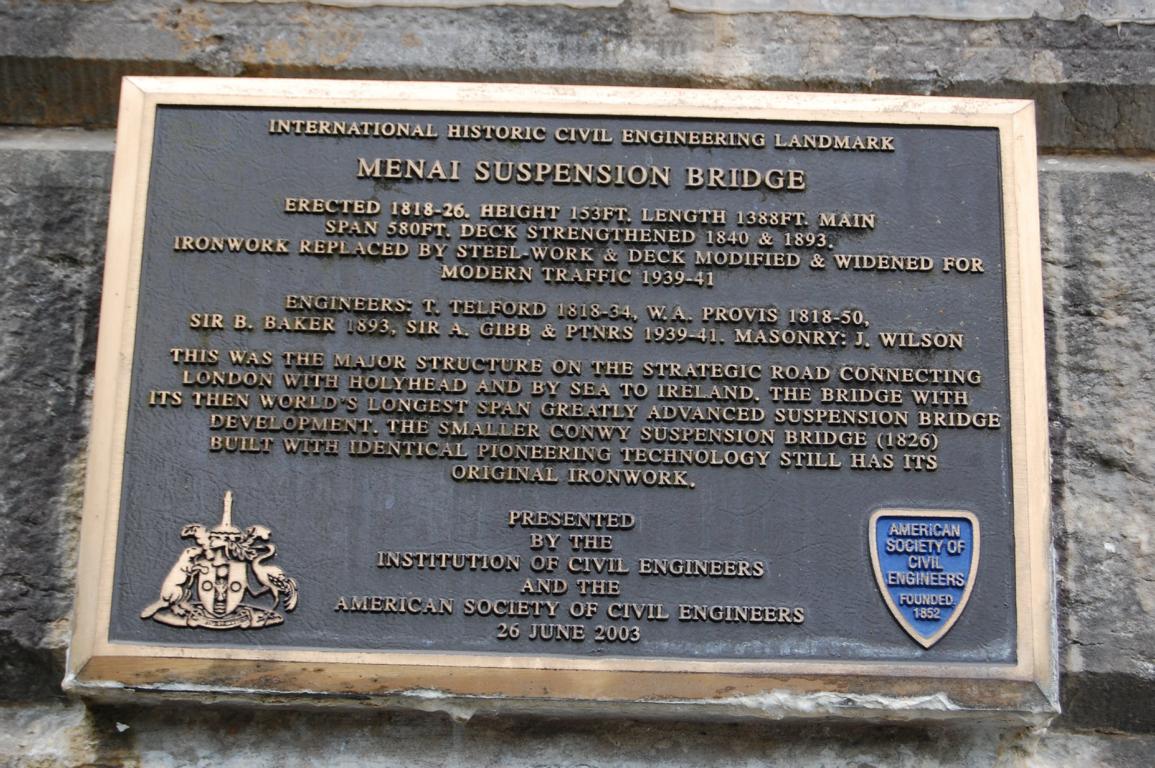 INTERNATIONAL HISTORIC CIVIL ENGINEERING LANDMARK
MENAI SUSPENSION BRIDGE
ERECTED 1818-26. HEIGHT 153FT. LENGTH 1388FT. MAIN
SPAN 580FT. DECK STRENGTHENED 1840 & 1893.
IRONWORK REPLACED BY STEEL-WORK & DECK MODIFIED & WIDENED FOR
MODERN TRAFFIC 1939-41
ENGINEERS: T. TELFORD 1818-34, W.A. PROVIS 1818-50,
SIR B. BAKER 1893, SIR A. GIBB & PTNRS 1939-41. MASONRY: J. WILSON
THIS WAS THE MAJOR STRUCTURE ON THE STRATEGIC ROAD CONNECTING
LONDON WITH HOLYHEAD AND BY SEA TO IRELAND. THE BRIDGE WITH
ITS THEN WORLD'S LONGEST SPAN GREATLY ADVANCED SUSPENSION BRIDGE
DEVELOPMENT. THE SMALLER CONWY SUSPENSION BRIDGE (1826)
BUILT WITH IDENTICAL PIONEERING TECHNOLOGY STILL HAS ITS
ORIGINAL IRONWORK.
PRESENTED
BY THE
INSTITUTION OF CIVIL ENGINEERS
AND THE
AMERICAN SOCIETY OF CIVIL ENGINEERS
26 JUNE 2003
AMERICAN
SOCIETY OF
CIVIL
ENGINEERS
FOUNDED
1852